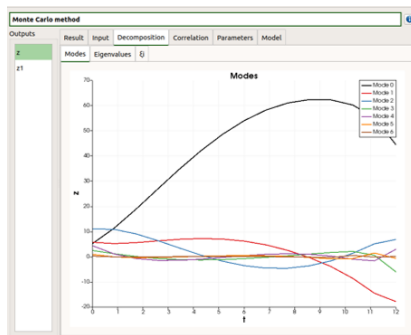 Monte Carlo method
Outputs
z
z1
Result Input Decomposition Correlation Parameters Model
Modes Eigenvalues ξi
Modes
Mode 0
Mode 1
Mode 2
Mode 3
Mode 4
Mode 5
Mode 6
70
60
50
40
30
20
10
0
-10
-20
z
0 1 2 3 4 5 6 7 8 9 10 11 12
t